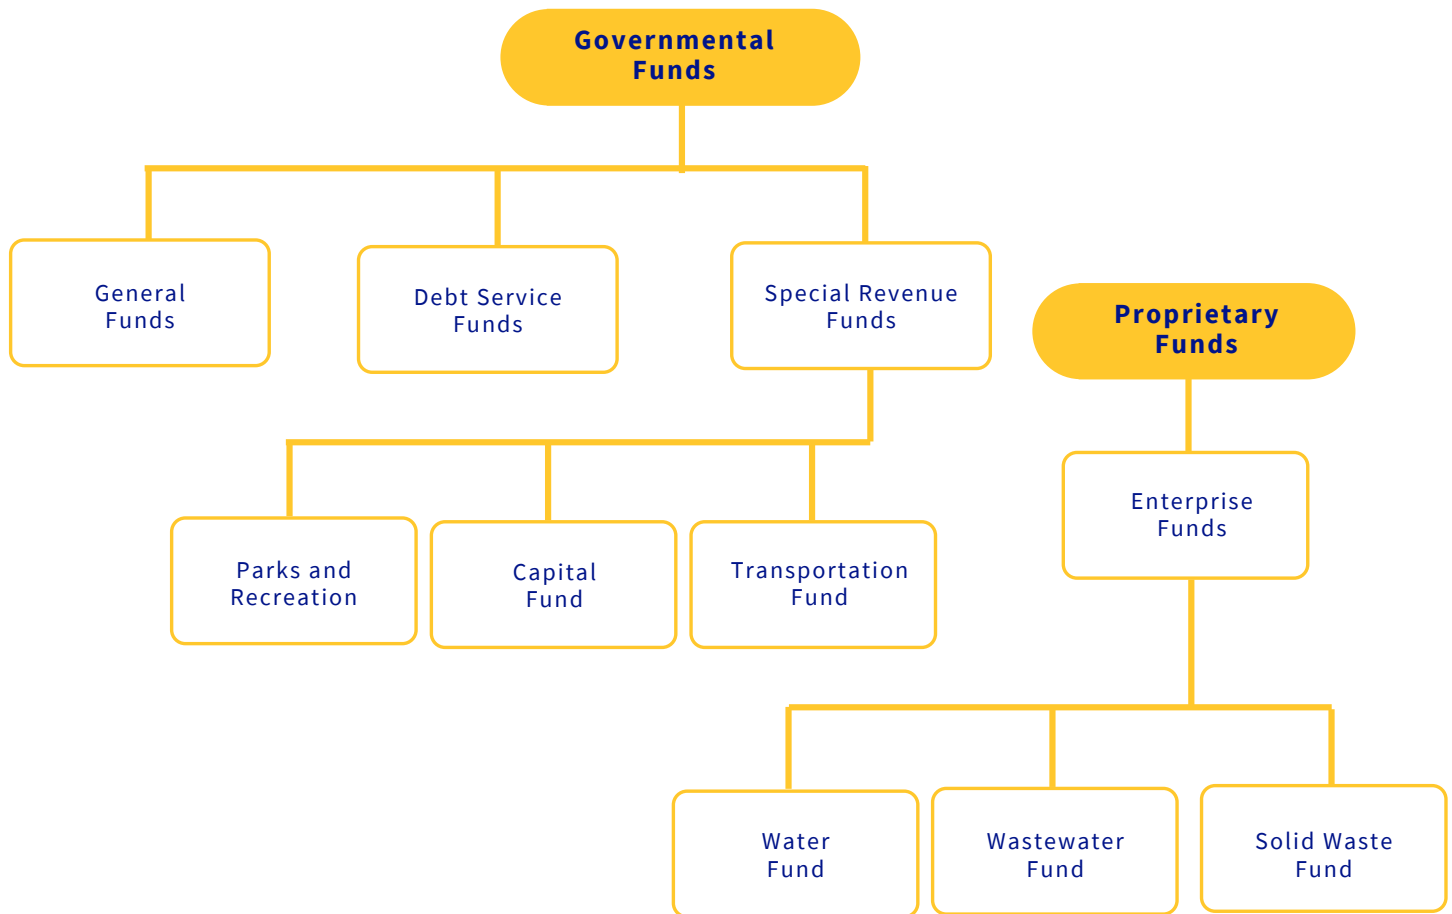 Governmental
Funds
General
Funds
Debt Service
Funds
Special Revenue
Funds
Proprietary
Funds
Enterprise
Funds
Parks and
Recreation
Capital
Fund
Transportation
Fund
Water
Fund
Wastewater
Fund
Solid Waste
Fund